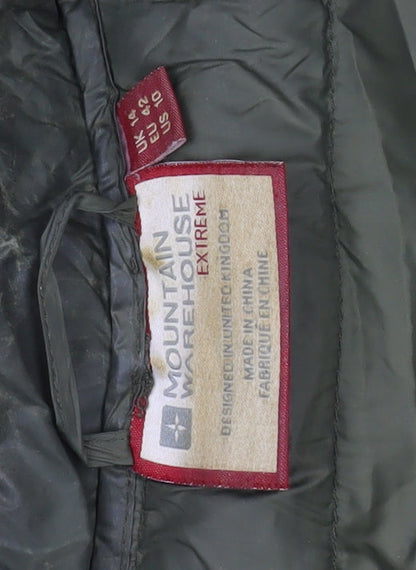 UK 14
EU 42
US 10
MOUNTAIN
WAREHOUSE
EXTREME
DESIGNED IN UNITED KINGDOM
MADE IN CHINA
FABRIQUÉ EN CHINE